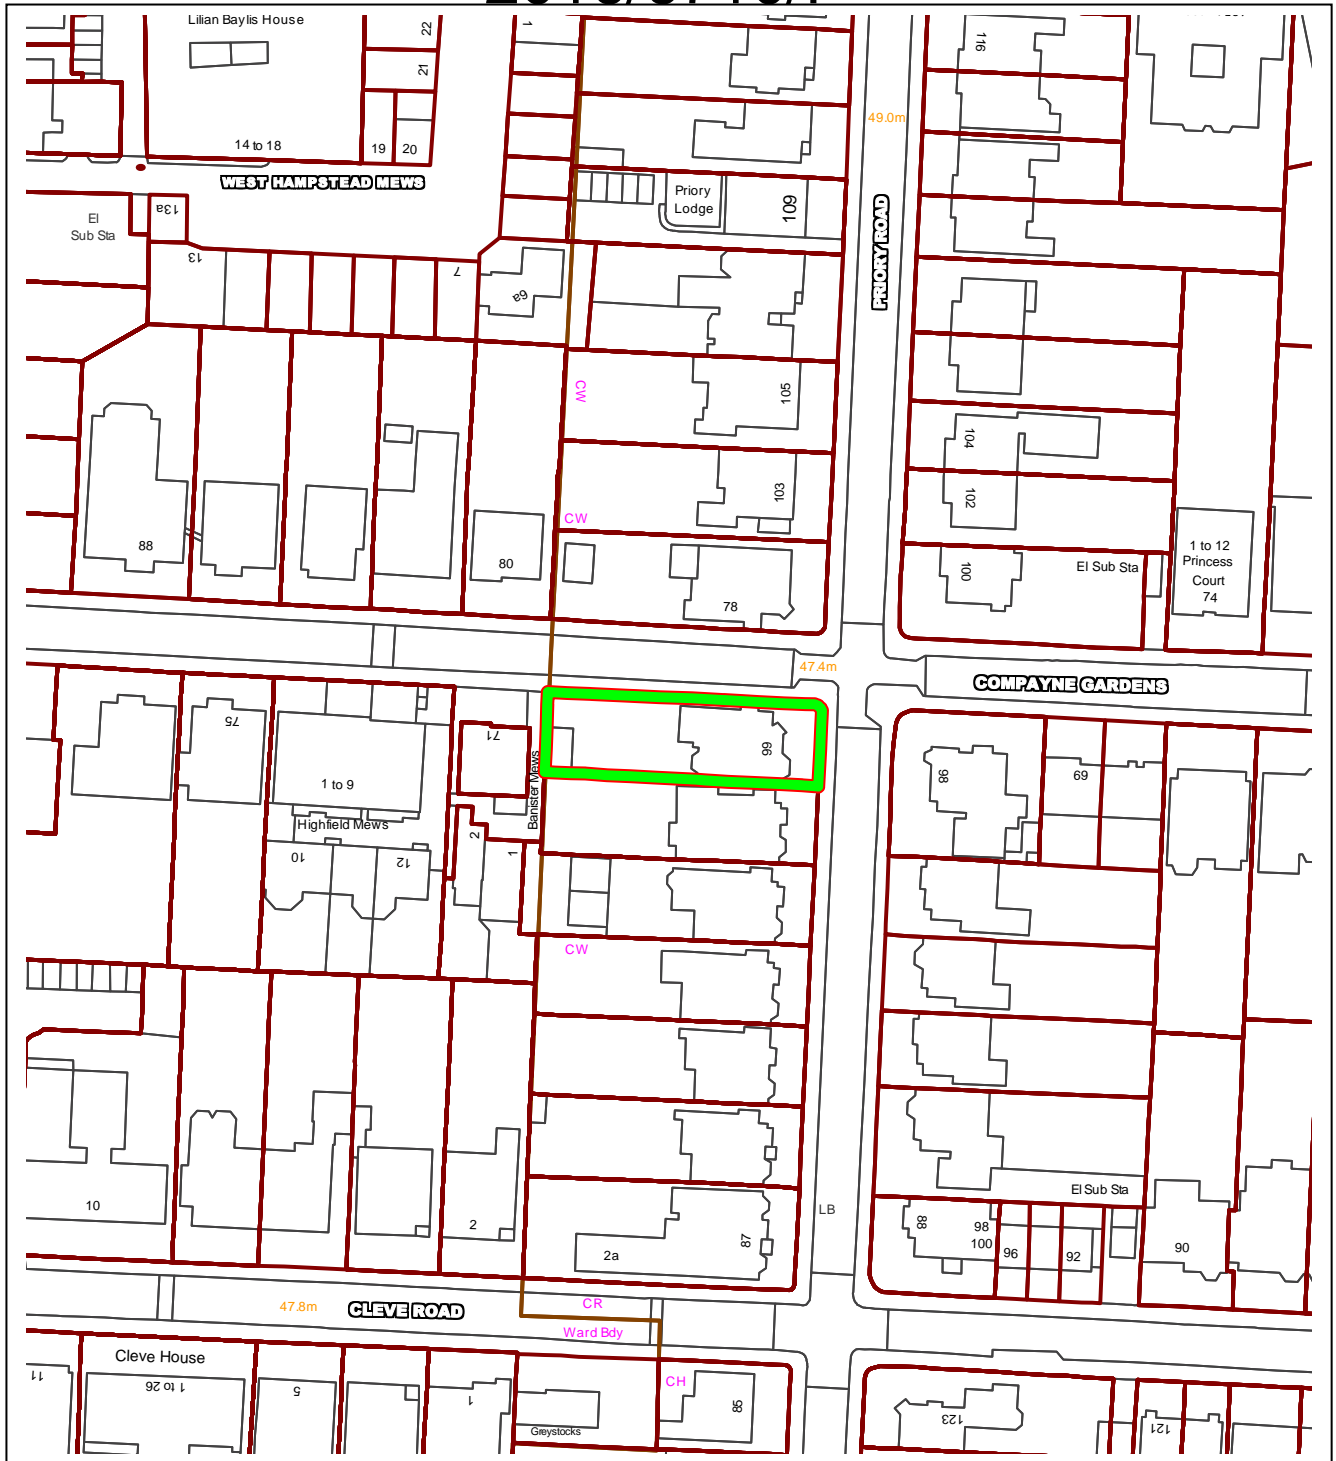 Lilian Baylis House
22
1
116
21
49.0m
14 to 18
19
20
WEST HAMPSTEAD MEWS
Priory
Lodge
109
13a
El
Sub Sta
PRIORY ROAD
13
7
6a
CW
105
104
103
102
CW
88
80
78
100
El Sub Sta
1 to 12
Princess
Court
74
47.4m
COMPAYNE GARDENS
75
71
99
Banister Mews
1 to 9
98
69
Highfield Mews
2
1
10
12
CW
10
2
2a
87
LB
El Sub Sta
88
98
100
96
92
90
47.8m
CLEVE ROAD
CR
Ward Bdy
Cleve House
11
1 to 26
5
1
CH
85
Greystocks
123
121